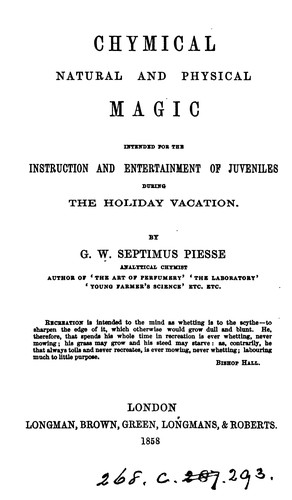 CHYMICAL
NATURAL AND PHYSICAL
MAGIC
INTENDED FOR THE
INSTRUCTION AND ENTERTAINMENT OF JUVENILES
DURING
THE HOLIDAY VACATION.
BY
G. W. SEPTIMUS PIESSE
ANALYTICAL CHYMIST
AUTHOR OF 'THE ART OF PERFUMERY' 'THE LABORATORY'
'YOUNG FARMER'S SCIENCE' ETC. ETC.
RECREATION is intended to the mind as whetting is to the scythe—to
sharpen the edge of it, which otherwise would grow dull and blunt. He,
therefore, that spends his whole time in recreation is ever whetting, never
mowing; his grass may grow and his steed may starve: as, contrarily, he
that always toils and never recreates, is ever mowing, never whetting; labouring
much to little purpose.
BISHOP HALL.
LONDON
LONGMAN, BROWN, GREEN, LONGMANS, & ROBERTS.
1858
268. c. 287. 293.